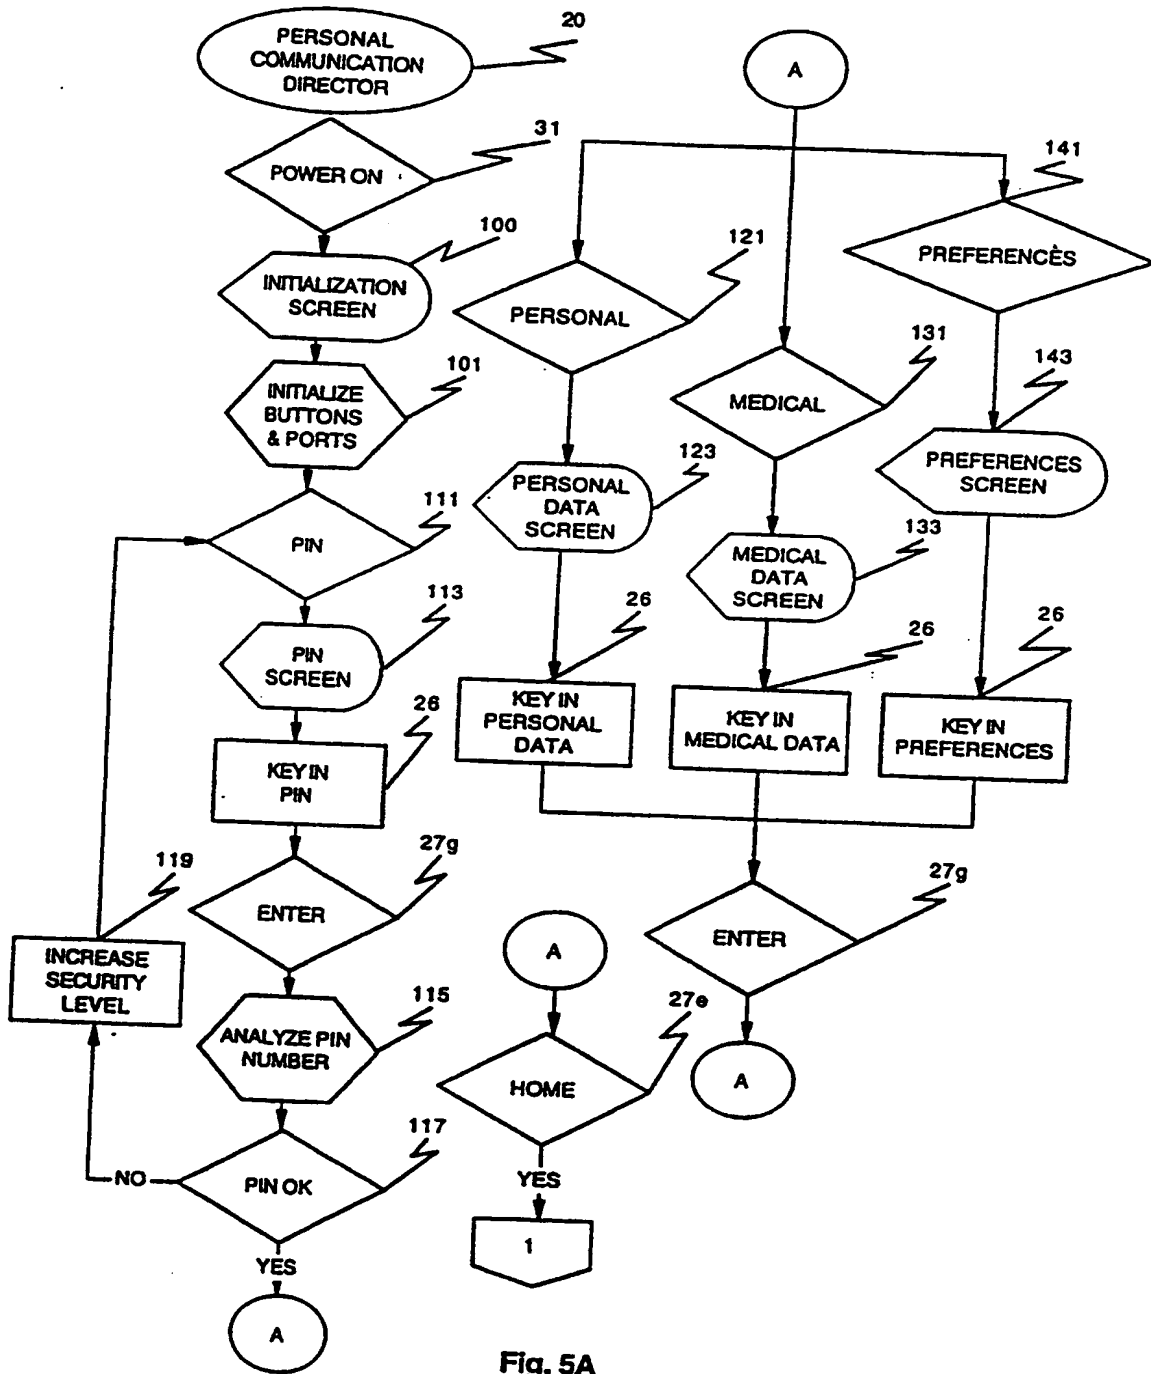 PERSONAL
COMMUNICATION
DIRECTOR
20
POWER ON
31
INITIALIZATION
SCREEN
100
INITIALIZE
BUTTONS
& PORTS
101
PIN
111
PIN
SCREEN
113
KEY IN
PIN
26
ENTER
27g
INCREASE
SECURITY
LEVEL
119
ANALYZE PIN
NUMBER
115
PIN OK
117
NO
YES
A
A
PERSONAL
121
PERSONAL
DATA
SCREEN
123
KEY IN
PERSONAL
DATA
26
MEDICAL
131
MEDICAL
DATA
SCREEN
133
KEY IN
MEDICAL DATA
26
PREFERENCES
141
PREFERENCES
SCREEN
143
KEY IN
PREFERENCES
26
ENTER
27g
A
A
HOME
27e
YES
1
Fig. 5A